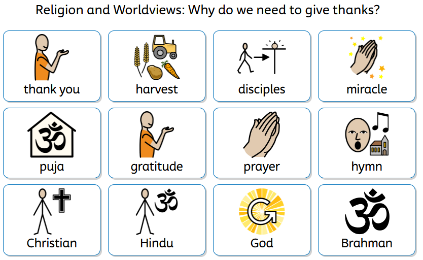 Religion and Worldviews: Why do we need to give thanks?
thank you
harvest
disciples
miracle
puja
gratitude
prayer
hymn
Christian
Hindu
God
Brahman